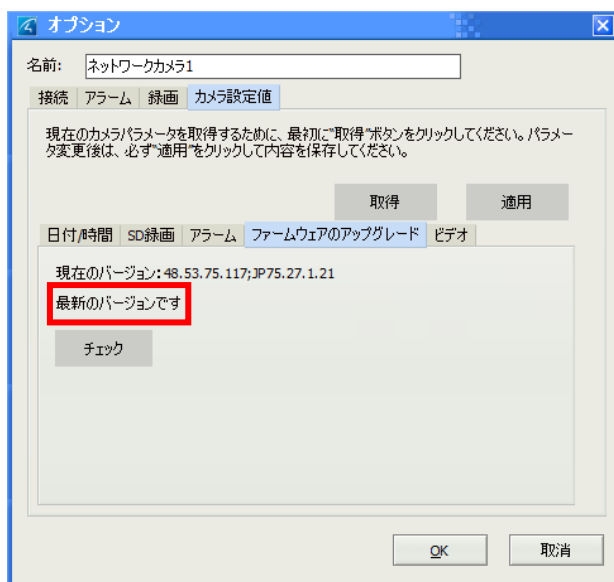 オプション
名前: ネットワークカメラ1
接続 アラーム 録画 カメラ設定値
現在のカメラパラメータを取得するために、最初に"取得"ボタンをクリックしてください。パラメー
タ変更後は、必ず"適用"をクリックして内容を保存してください。
取得 適用
日付/時間 SD録画 アラーム ファームウェアのアップグレード ビデオ
現在のバージョン: 48.53.75.117;JP75.27.1.21
最新のバージョンです
チェック
OK 取消